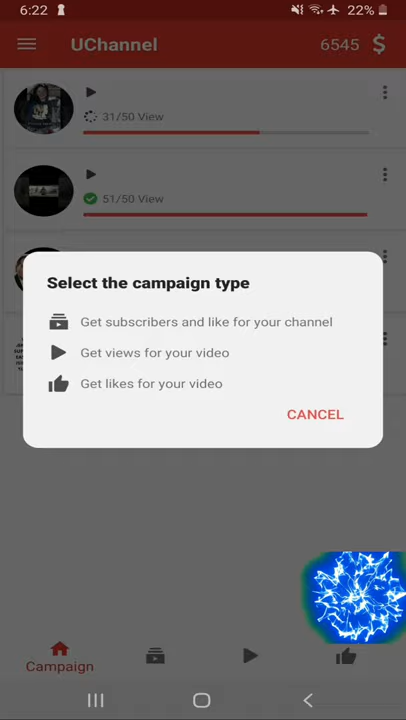 6:22
22%
UChannel
6545 $
31/50 View
51/50 View
Select the campaign type
Get subscribers and like for your channel
Get views for your video
Get likes for your video
CANCEL
Campaign